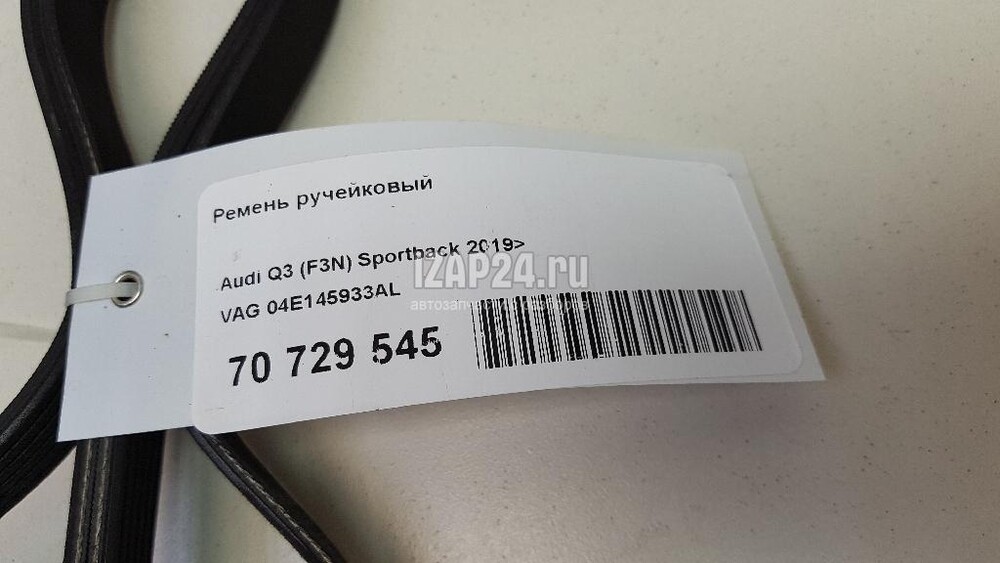 Ремень ручейковый
Audi Q3 (F3N) Sportback 2019>
IZAP24.ru
VAG 04E145933AL
70 729 545